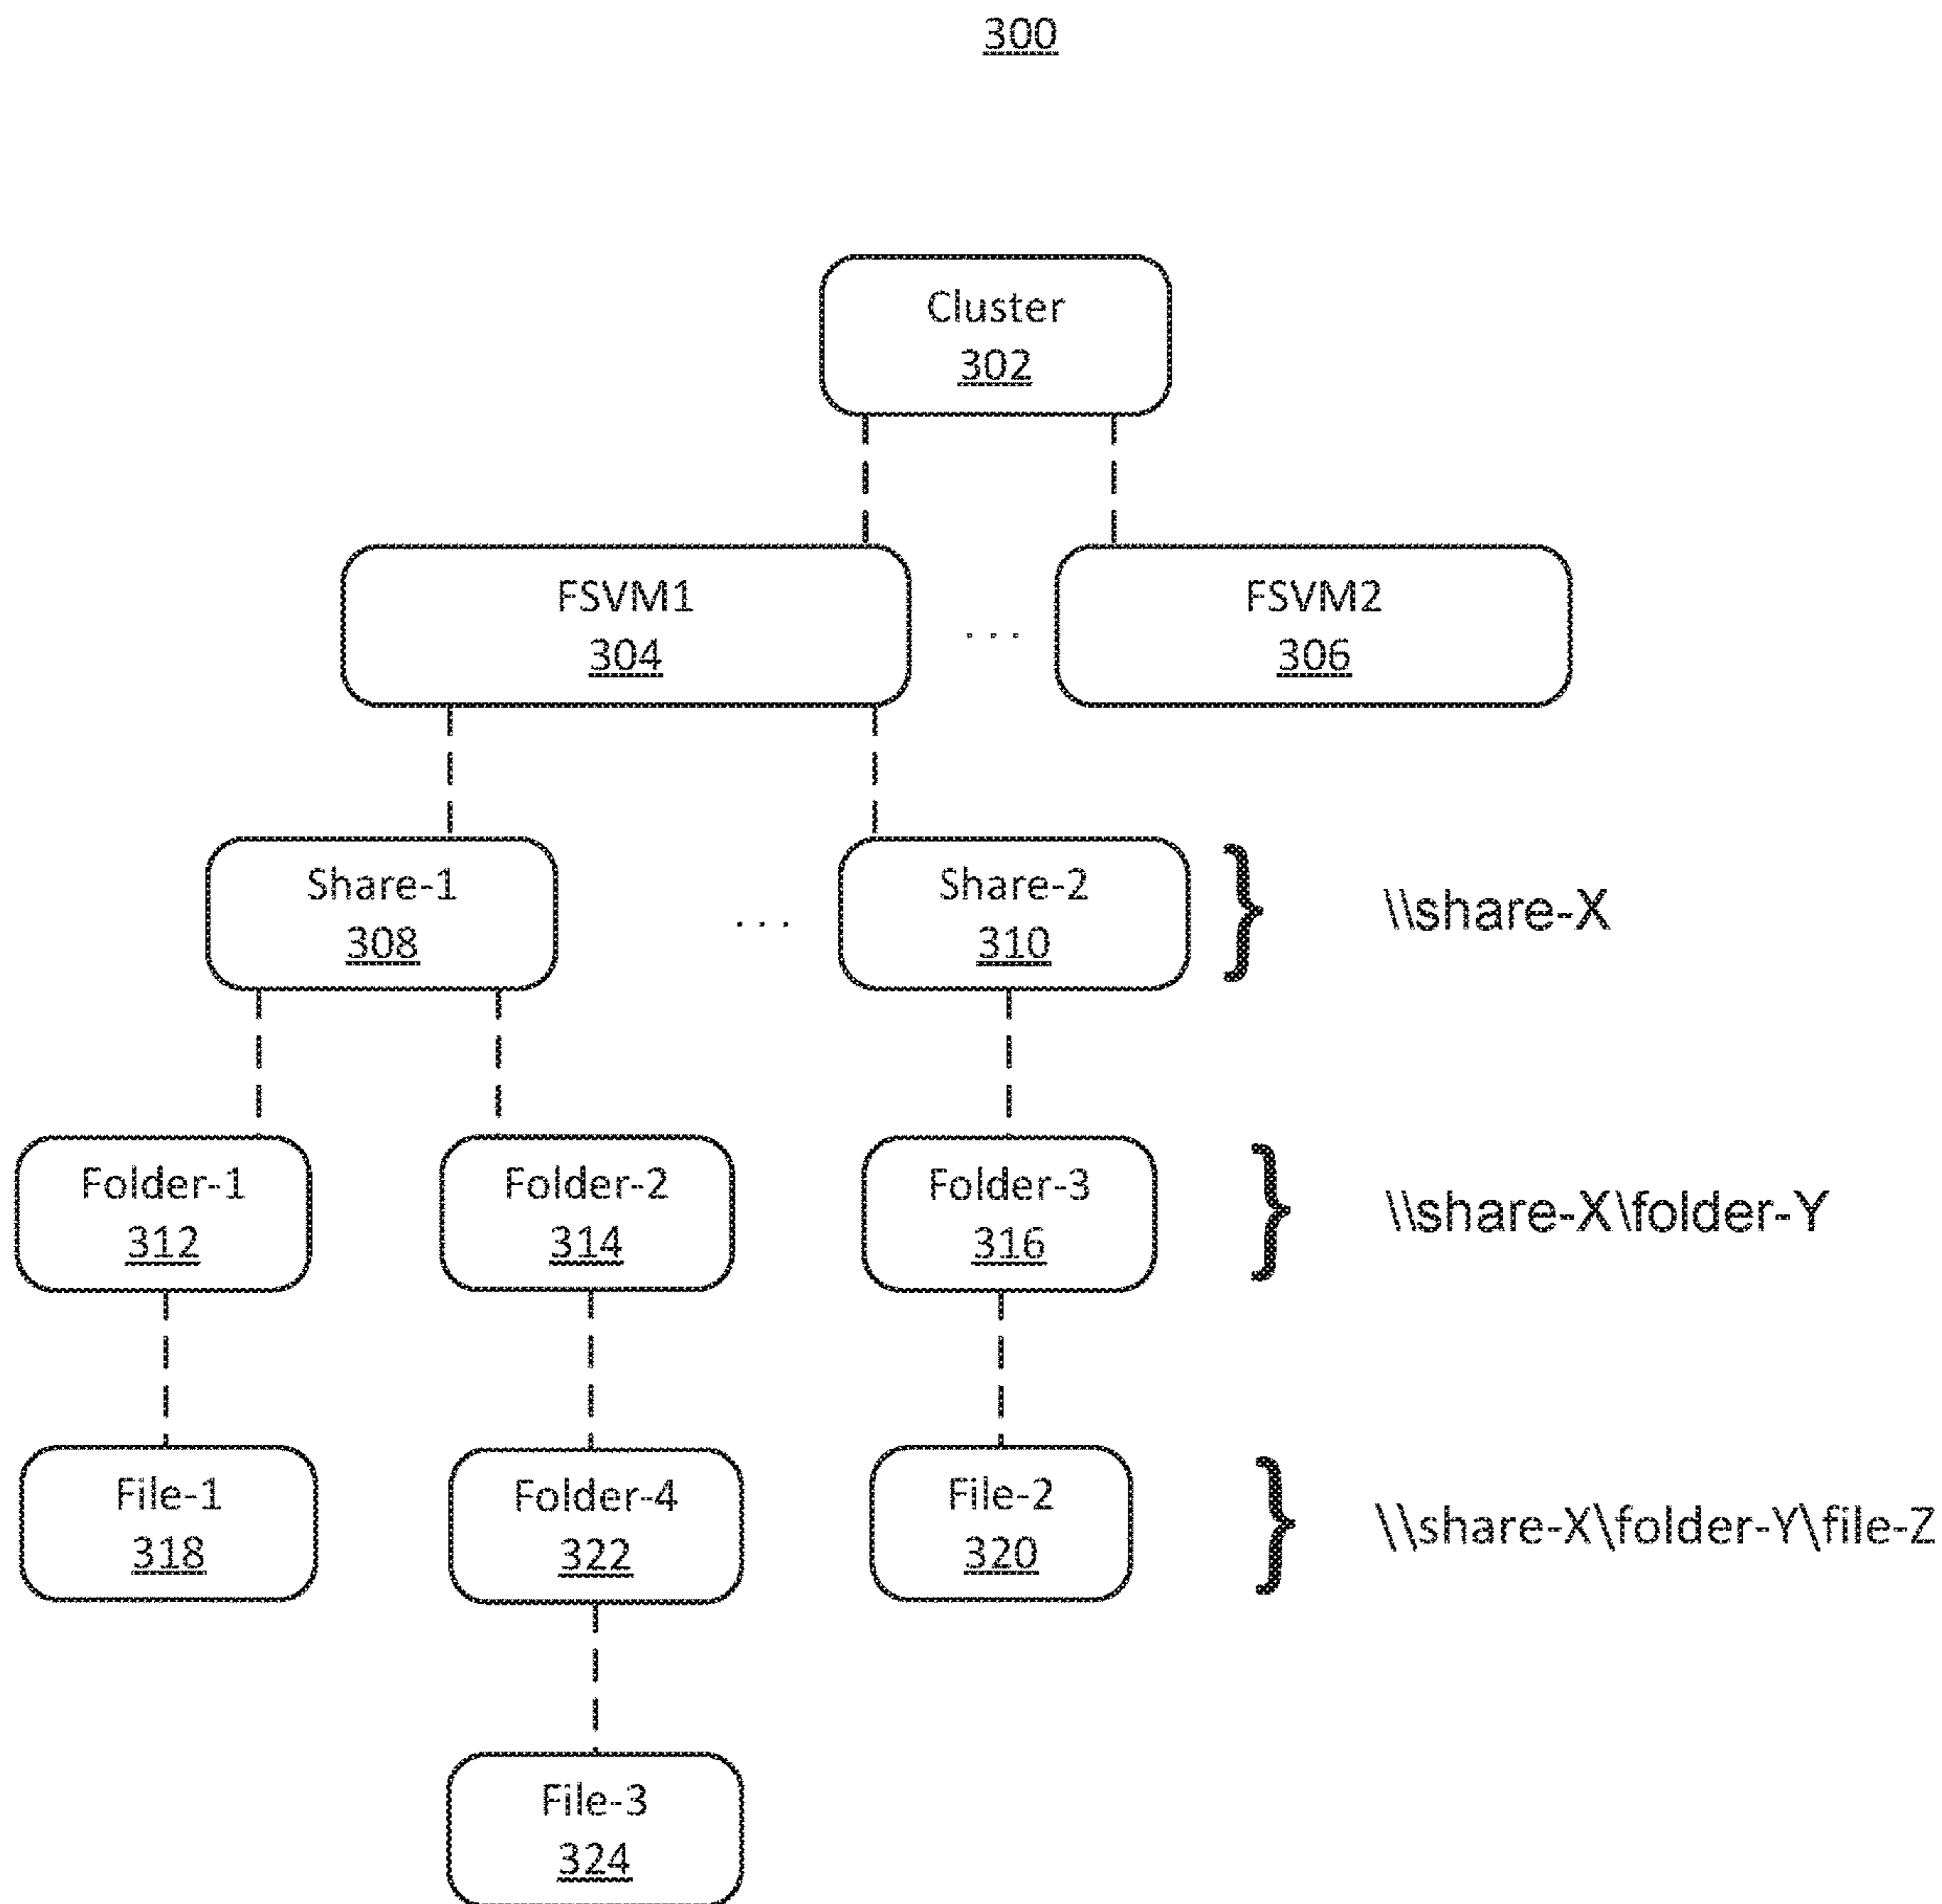 300
Cluster
302
FSVM1
304
. . .
FSVM2
306
Share-1
308
. . .
Share-2
310
}
\\share-X
Folder-1
312
Folder-2
314
Folder-3
316
}
\\share-X\folder-Y
File-1
318
Folder-4
322
File-2
320
}
\\share-X\folder-Y\file-Z
File-3
324